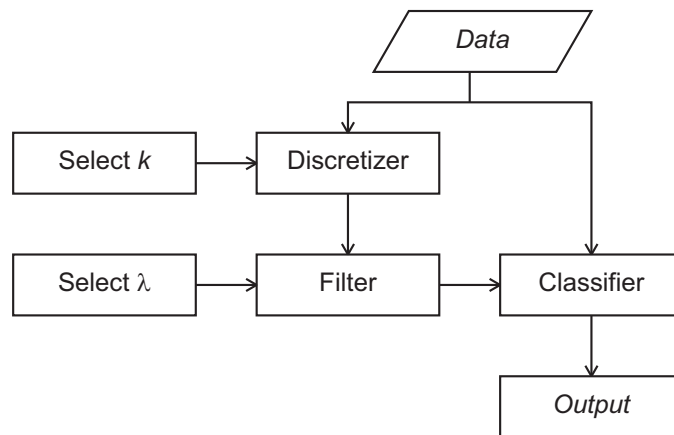 Data
Select k
Discretizer
Select λ
Filter
Classifier
Output